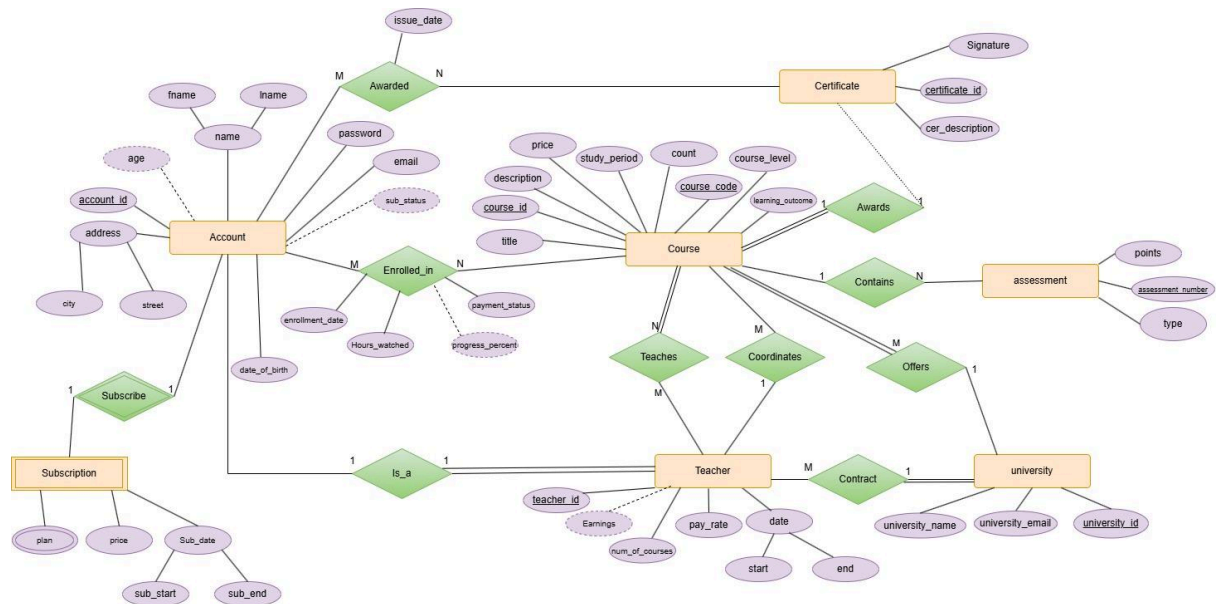 issue_date
M
N
Awarded
Signature
Certificate
certificate_id
cer_description
fname
lname
name
password
email
age
sub_status
account_id
address
Account
city
street
date_of_birth
price
study_period
count
course_level
description
course_code
course_id
learning_outcome
title
Course
1
Awards
1
M
Enrolled_in
N
enrollment_date
Hours_watched
payment_status
progress_percent
1
Contains
N
assessment
points
assessment_number
type
N
Teaches
M
M
Coordinates
1
M
Offers
1
1
Subscribe
1
Subscription
plan
price
Sub_date
sub_start
sub_end
1
Is_a
1
Teacher
M
Contract
1
university
teacher_id
Earnings
num_of_courses
pay_rate
date
start
end
university_name
university_email
university_id